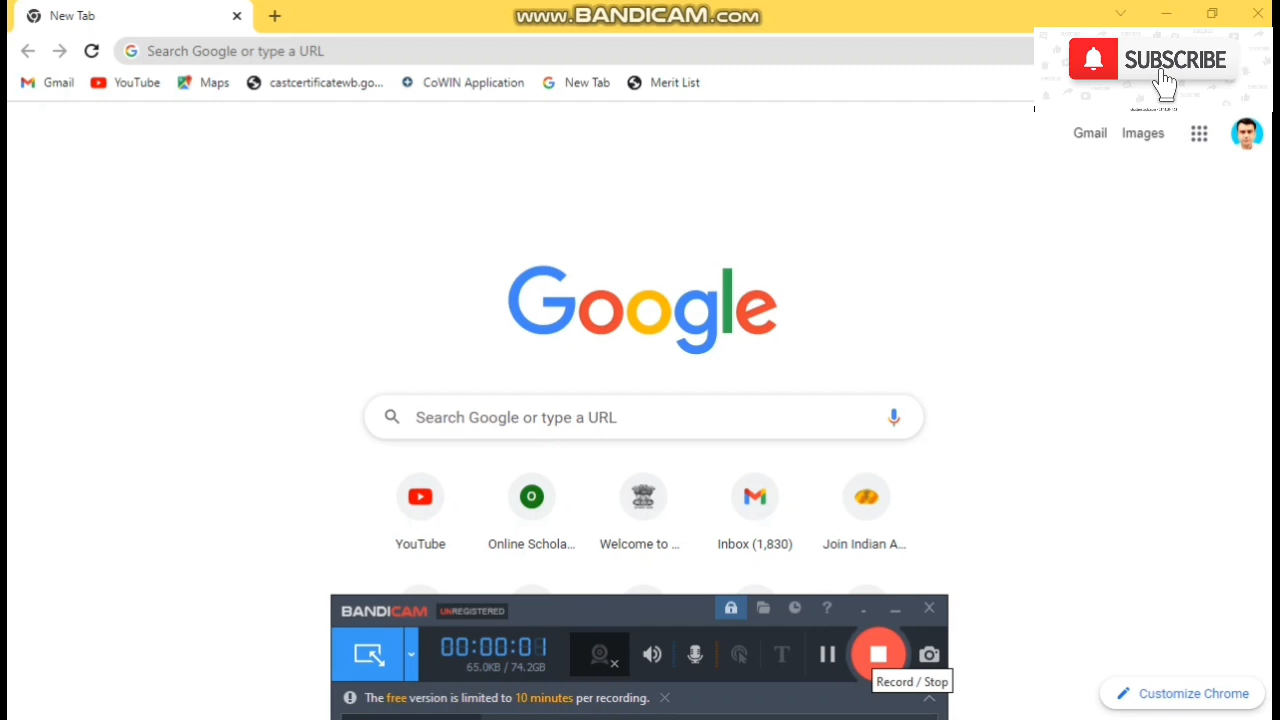 New Tab
www.BANDICAM.com
Search Google or type a URL
SUBSCRIBE
Gmail
YouTube
Maps
castcertificatewb.go...
CoWIN Application
New Tab
Merit List
Gmail
Images
Google
Search Google or type a URL
YouTube
O
Online Schola...
Welcome to ...
Inbox (1,830)
Join Indian A...
BANDICAM UNREGISTERED
00:00:01
65.0KB / 74.2GB
T
Record / Stop
The free version is limited to 10 minutes per recording.
Customize Chrome